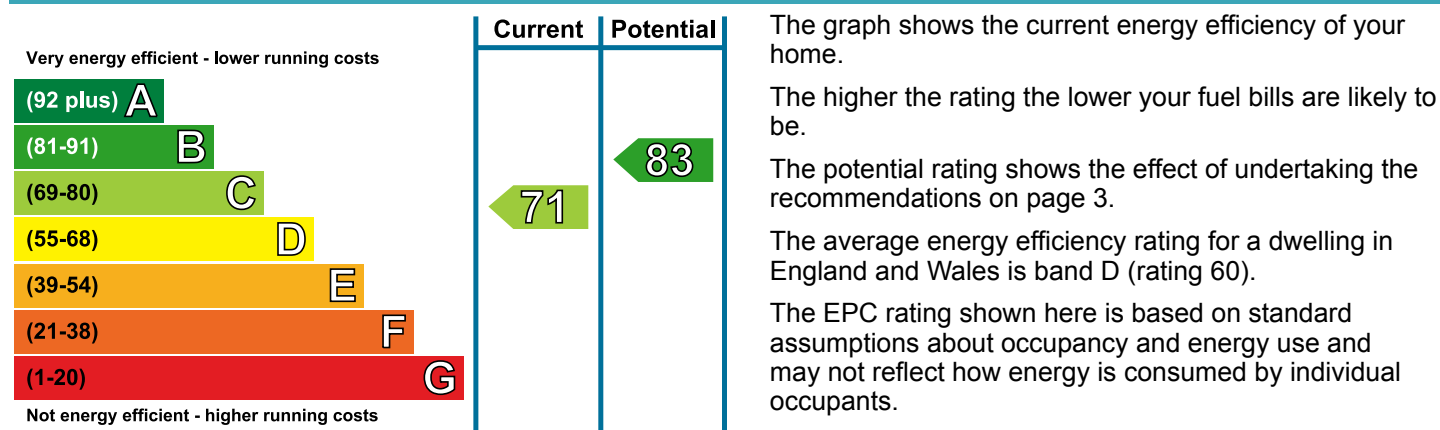 Current Potential
Very energy efficient - lower running costs
(92 plus) A
(81-91) B
(69-80) C
(55-68) D
(39-54) E
(21-38) F
(1-20) G
Not energy efficient - higher running costs
71
83
The graph shows the current energy efficiency of your
home.
The higher the rating the lower your fuel bills are likely to
be.
The potential rating shows the effect of undertaking the
recommendations on page 3.
The average energy efficiency rating for a dwelling in
England and Wales is band D (rating 60).
The EPC rating shown here is based on standard
assumptions about occupancy and energy use and
may not reflect how energy is consumed by individual
occupants.